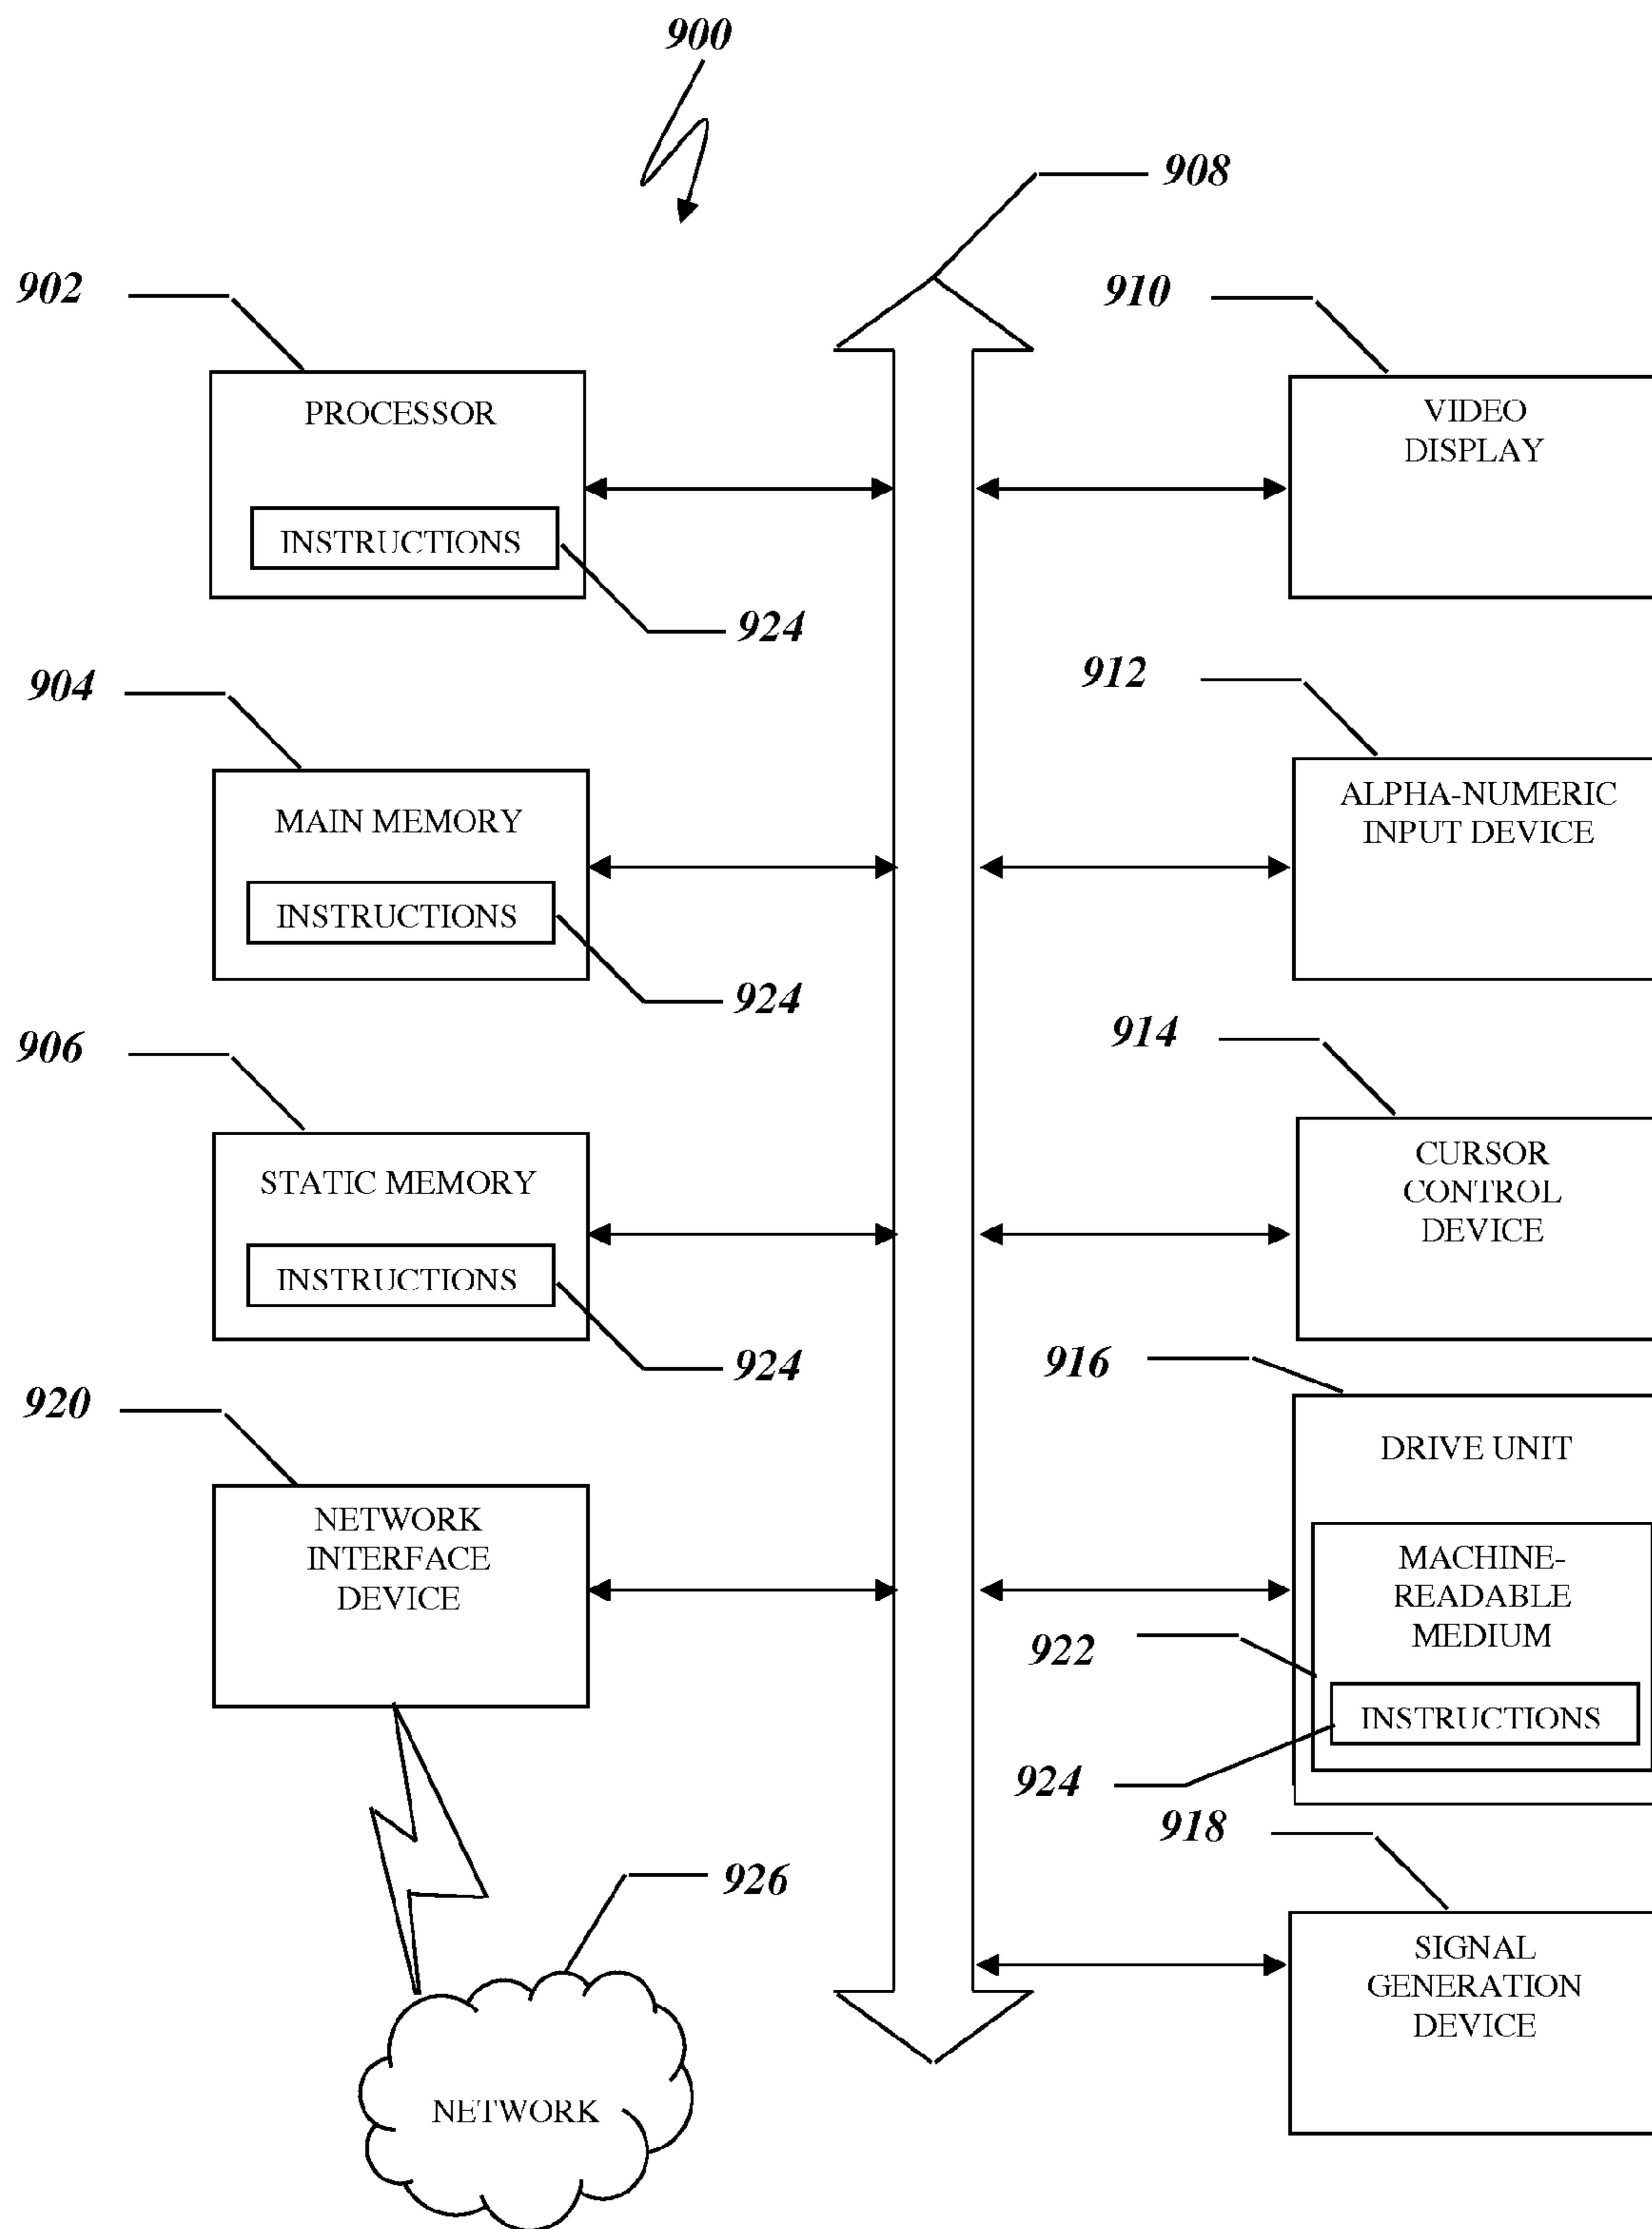 900
908
902
910
PROCESSOR
INSTRUCTIONS
924
VIDEO
DISPLAY
904
912
MAIN MEMORY
INSTRUCTIONS
924
ALPHA-NUMERIC
INPUT DEVICE
906
914
STATIC MEMORY
INSTRUCTIONS
924
CURSOR
CONTROL
DEVICE
920
916
NETWORK
INTERFACE
DEVICE
DRIVE UNIT
MACHINE-
READABLE
MEDIUM
922
INSTRUCTIONS
924
918
926
SIGNAL
GENERATION
DEVICE
NETWORK